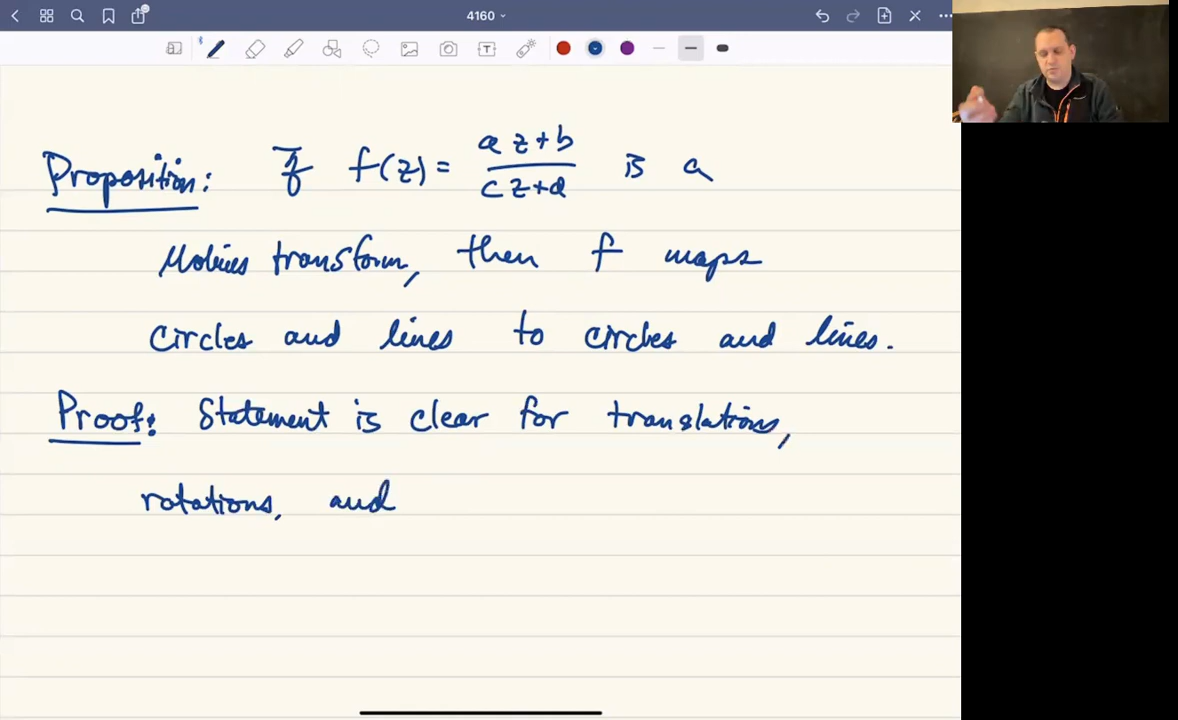 4160
Proposition: If f(z) = \frac{az+b}{cz+d} is a
Mobius transform, then f maps
circles and lines to circles and lines.
Proof: Statement is clear for translations,
rotations, and